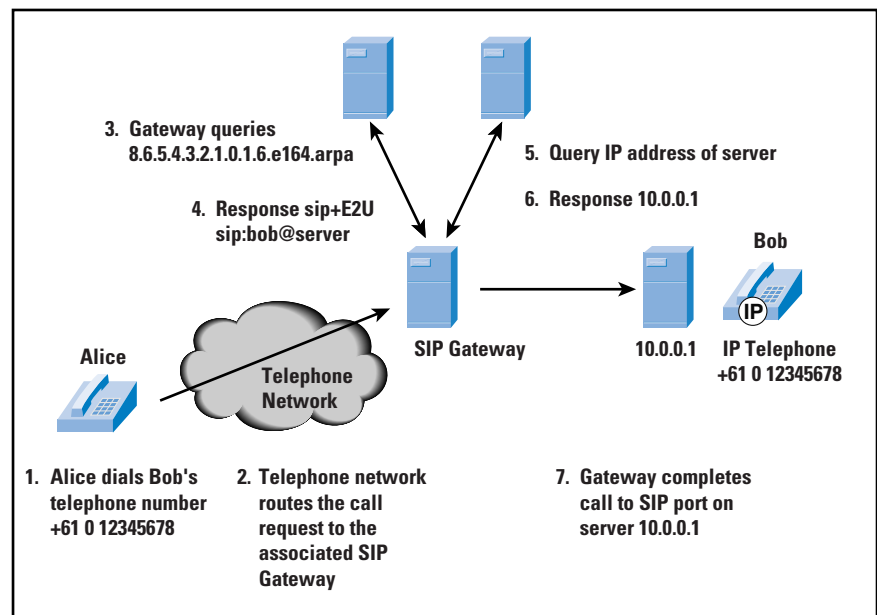 3. Gateway queries
8.6.5.4.3.2.1.0.1.6.e164.arpa
4. Response sip+E2U
sip:bob@server
5. Query IP address of server
6. Response 10.0.0.1
Bob
IP
Alice
Telephone
Network
SIP Gateway
10.0.0.1
IP Telephone
+61 0 12345678
1. Alice dials Bob's
telephone number
+61 0 12345678
2. Telephone network
routes the call
request to the
associated SIP
Gateway
7. Gateway completes
call to SIP port on
server 10.0.0.1